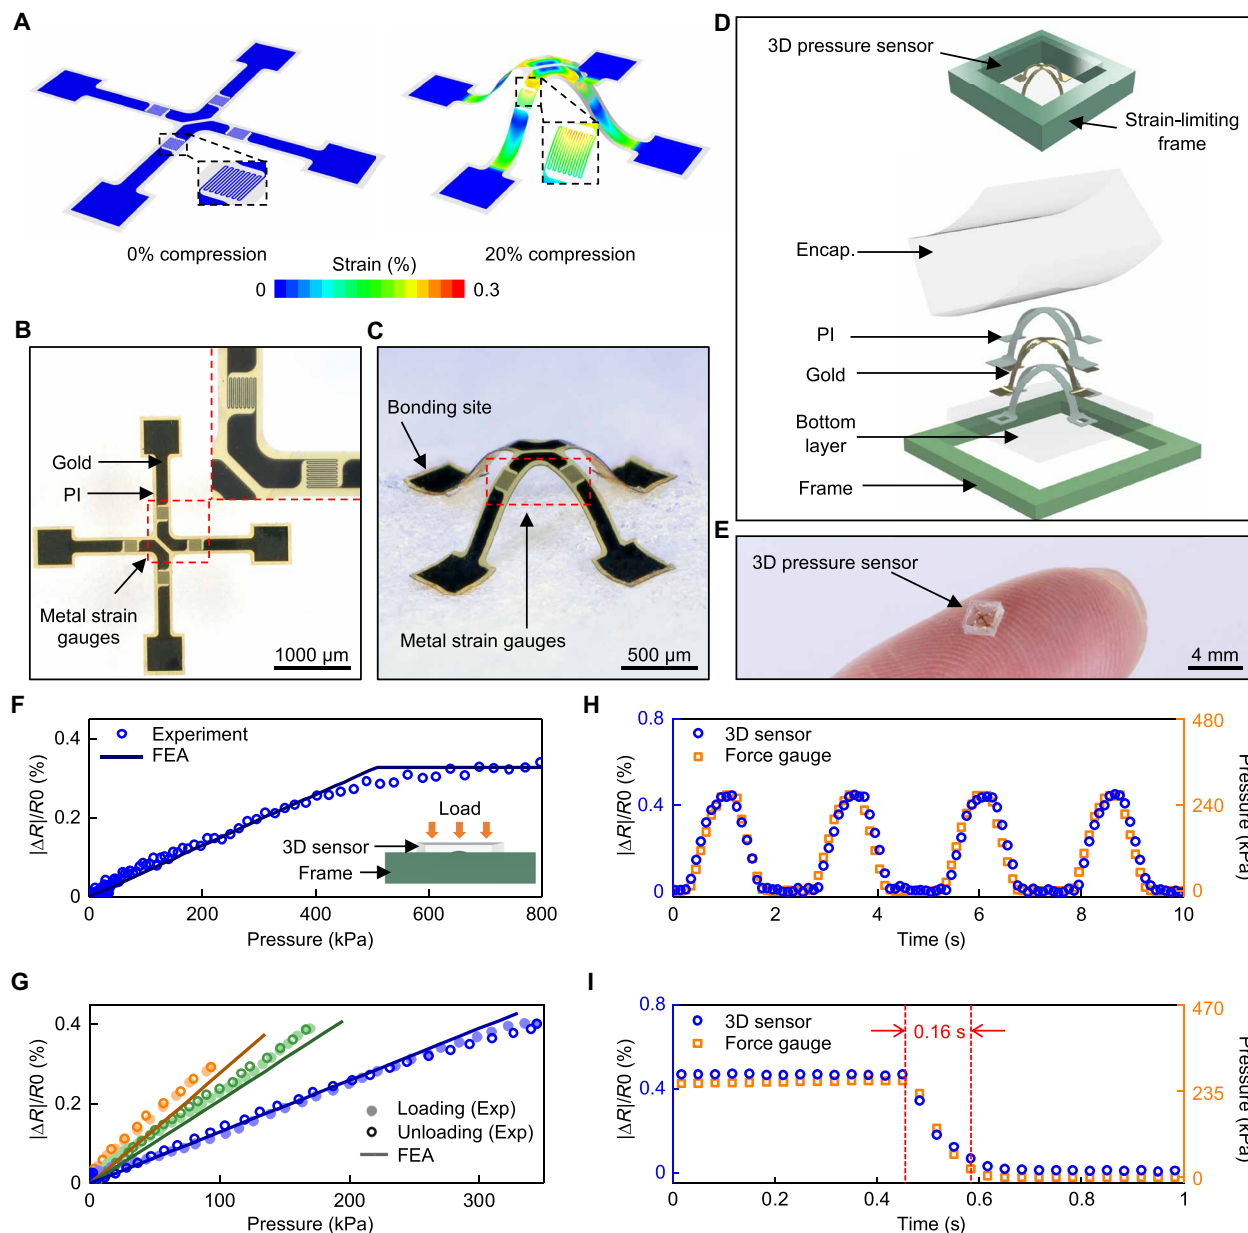 A
0% compression
20% compression
Strain (%)
0
0.3
B
Gold
PI
Metal strain
gauges
1000 µm
C
Bonding site
Metal strain gauges
500 µm
D
3D pressure sensor
Strain-limiting
frame
Encap.
PI
Gold
Bottom
layer
Frame
E
3D pressure sensor
4 mm
F
|ΔR|/R0 (%)
0.4
0.2
0
Experiment
FEA
Load
3D sensor
Frame
0 200 400 600 800
Pressure (kPa)
H
|ΔR|/R0 (%)
0.8
0.4
0
3D sensor
Force gauge
480
240
0
Pressure
(kPa)
0 2 4 6 8 10
Time (s)
G
|ΔR|/R0 (%)
0.4
0.2
0
Loading (Exp)
Unloading (Exp)
FEA
0 100 200 300
Pressure (kPa)
I
|ΔR|/R0 (%)
0.8
0.4
0
3D sensor
Force gauge
0.16 s
470
235
0
Pressure
(kPa)
0 0.2 0.4 0.6 0.8 1
Time (s)